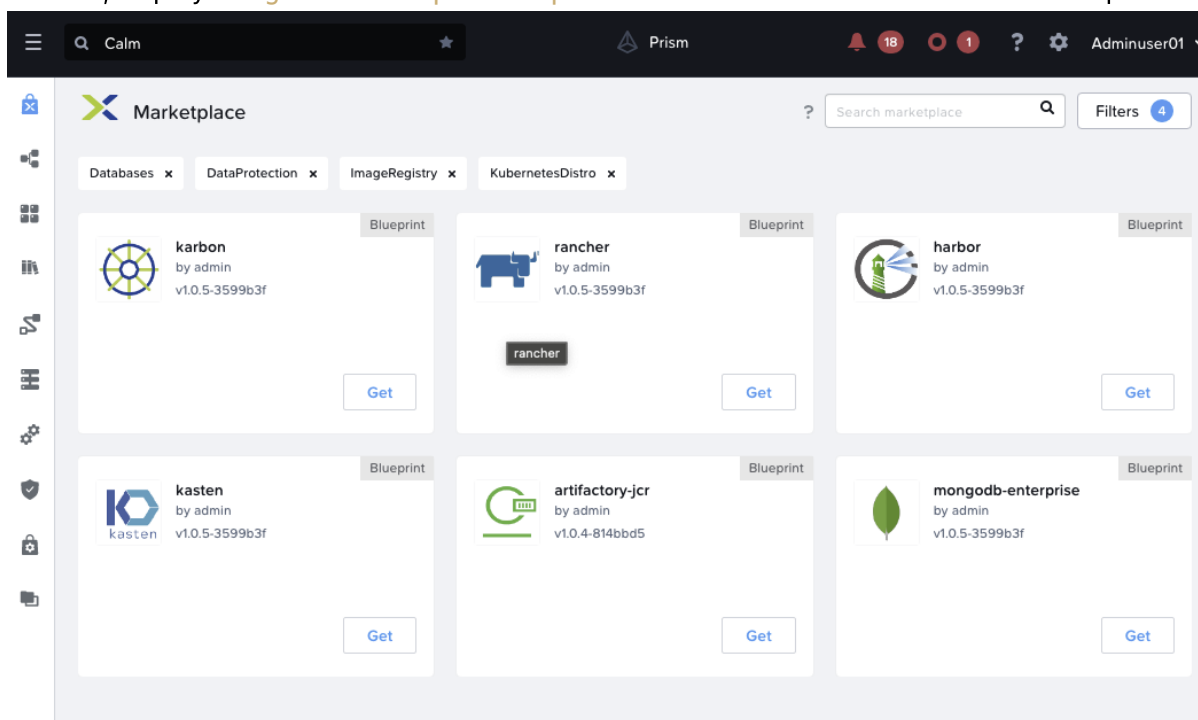 Calm
Prism
18
1
?
Adminuser01
Marketplace
?
Search marketplace
Filters 4
Databases x
DataProtection x
ImageRegistry x
KubernetesDistro x
Blueprint
karbon
by admin
v1.0.5-3599b3f
Get
Blueprint
rancher
by admin
v1.0.5-3599b3f
rancher
Get
Blueprint
harbor
by admin
v1.0.5-3599b3f
Get
Blueprint
kasten
kasten
by admin
v1.0.5-3599b3f
Get
Blueprint
artifactory-jcr
by admin
v1.0.4-814bbd5
Get
Blueprint
mongodb-enterprise
by admin
v1.0.5-3599b3f
Get